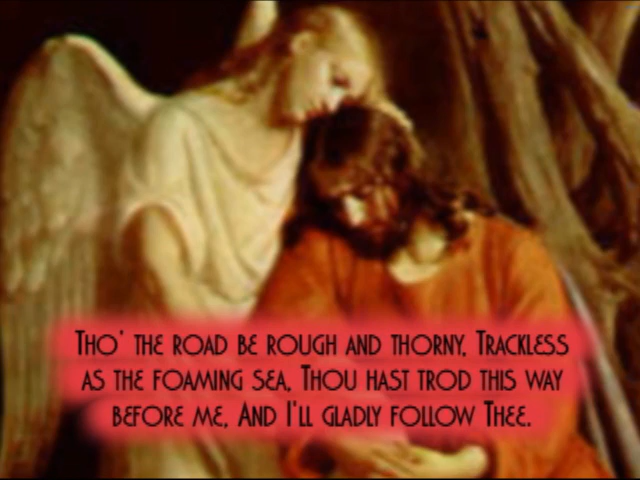 Tho' the road be rough and thorny, Trackless
as the foaming sea, Thou hast trod this way
before me, And I'll gladly follow Thee.